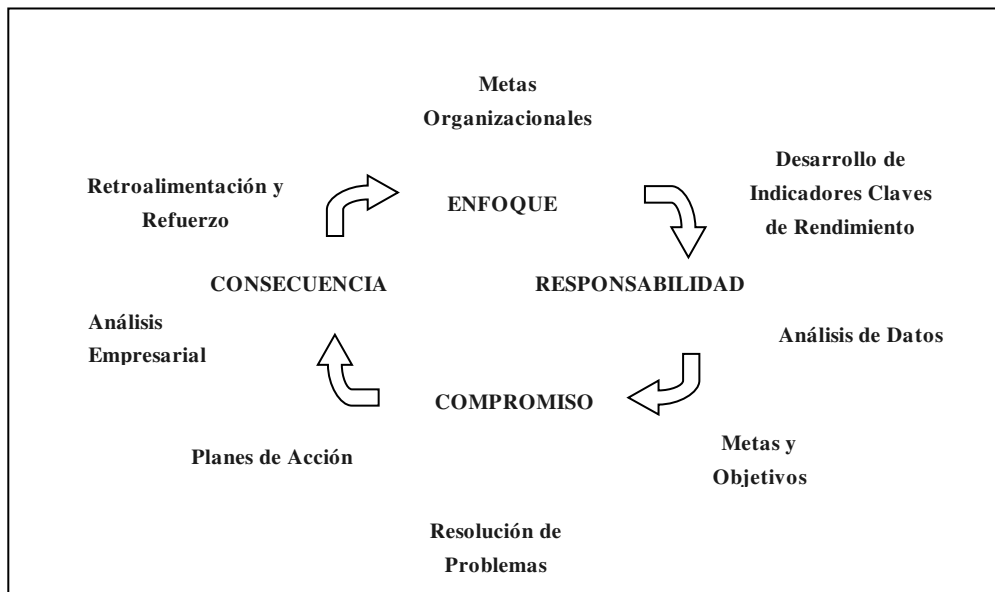 Metas
Organizacionales
Desarrollo de
Indicadores Claves
de Rendimiento
Retroalimentación y
Refuerzo
ENFOQUE
CONSECUENCIA
RESPONSABILIDAD
Análisis
Empresarial
Análisis de Datos
COMPROMISO
Planes de Acción
Metas y
Objetivos
Resolución de
Problemas